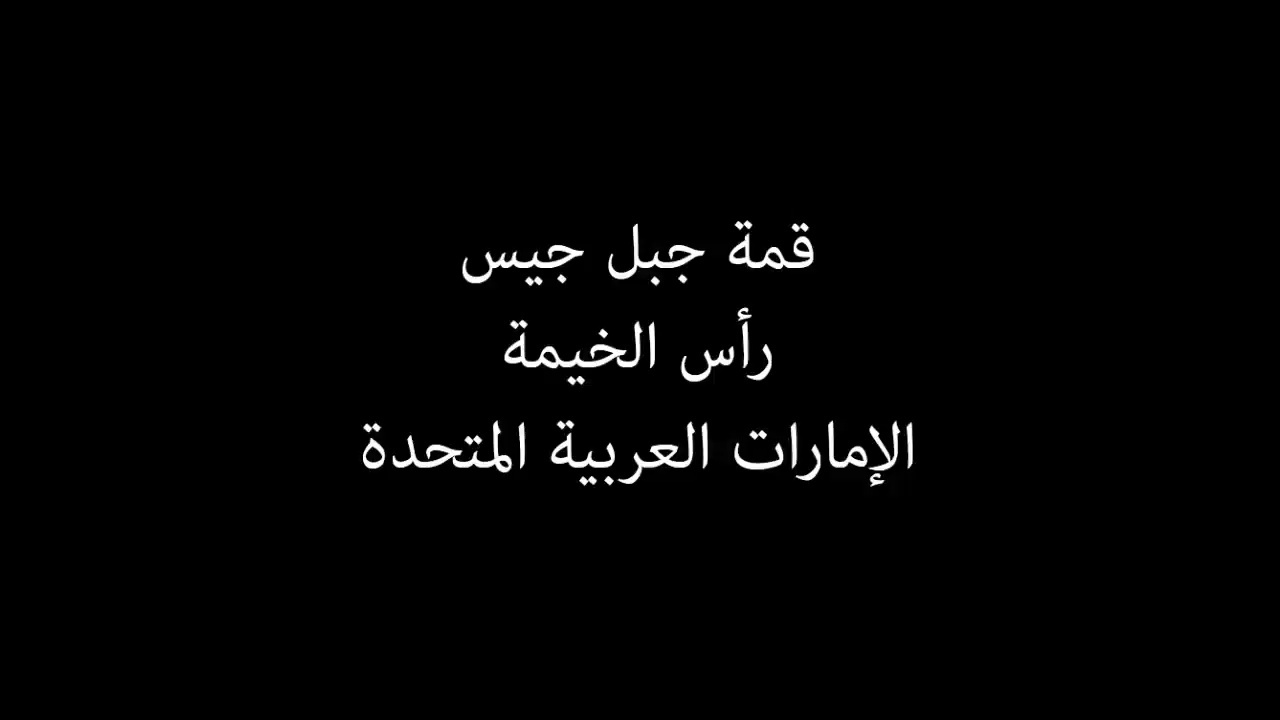 قمة جبل جيس
رأس الخيمة
الإمارات العربية المتحدة